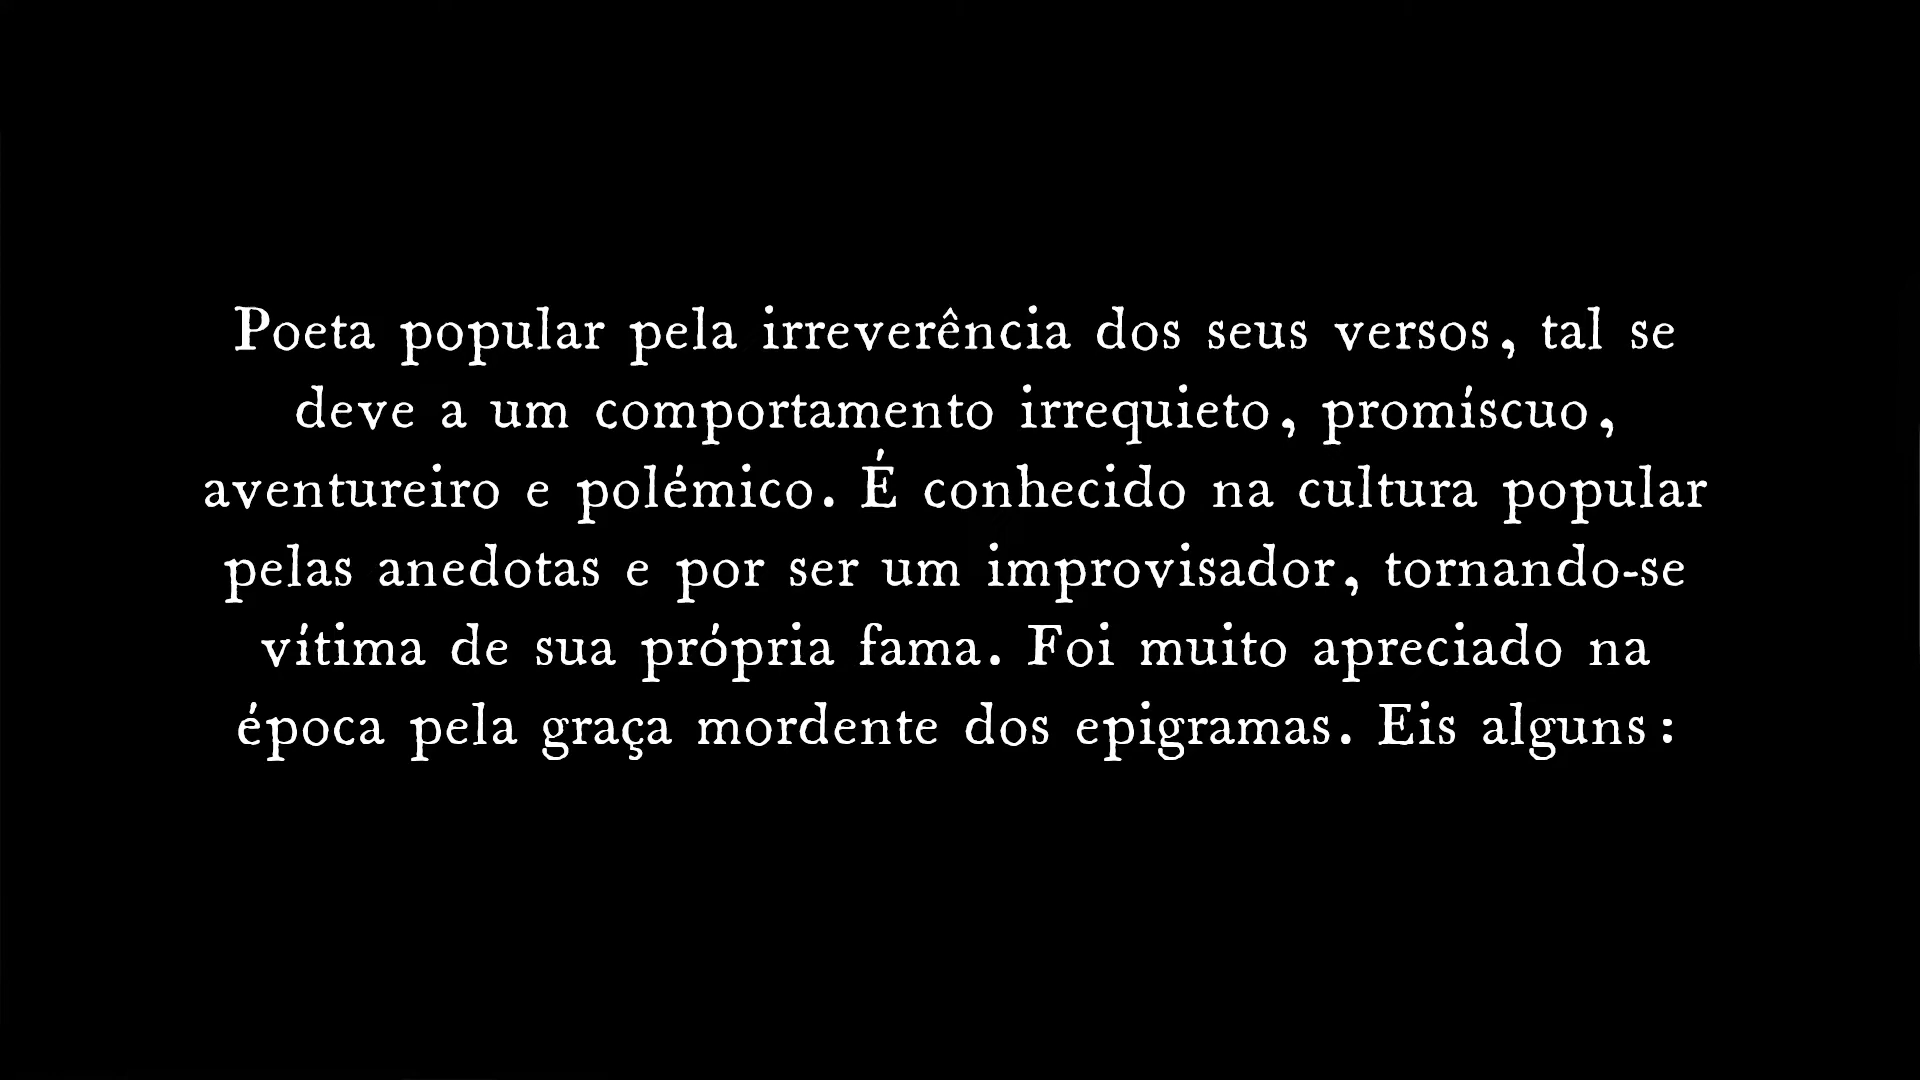 Poeta popular pela irreverência dos seus versos, tal se
deve a um comportamento irrequieto, promíscuo,
aventureiro e polémico. É conhecido na cultura popular
pelas anedotas e por ser um improvisador, tornando-se
vítima de sua própria fama. Foi muito apreciado na
época pela graça mordente dos epigramas. Eis alguns: